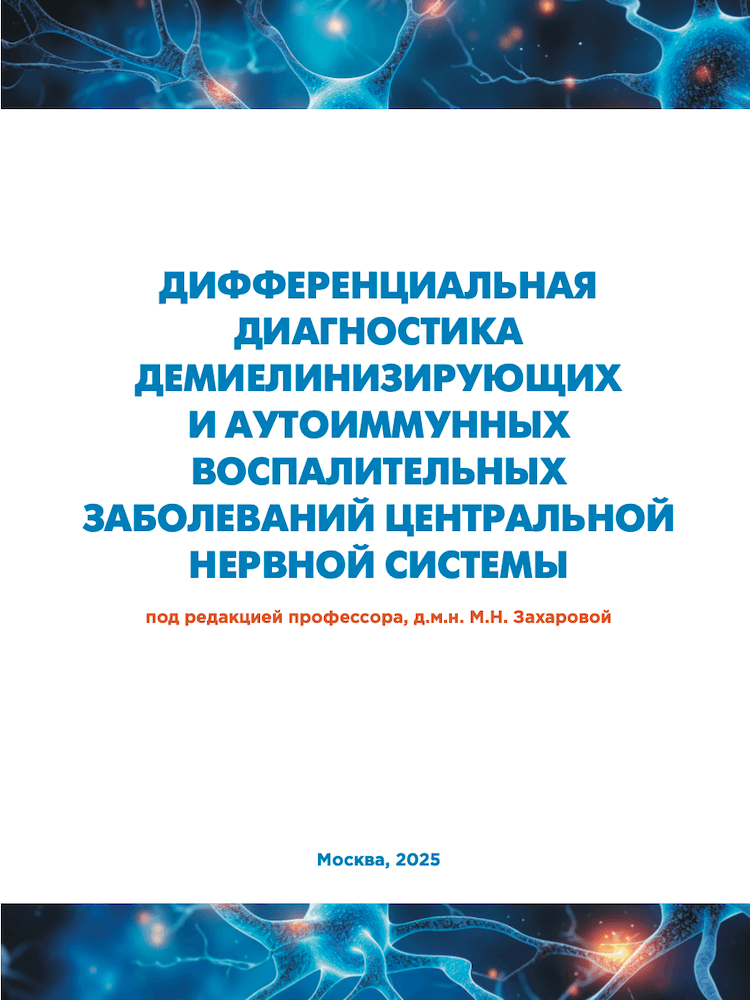 ДИФФЕРЕНЦИАЛЬНАЯ
ДИАГНОСТИКА
ДЕМИЕЛИНИЗИРУЮЩИХ
И АУТОИММУННЫХ
ВОСПАЛИТЕЛЬНЫХ
ЗАБОЛЕВАНИЙ ЦЕНТРАЛЬНОЙ
НЕРВНОЙ СИСТЕМЫ
под редакцией профессора, д.м.н. М.Н. Захаровой
Москва, 2025